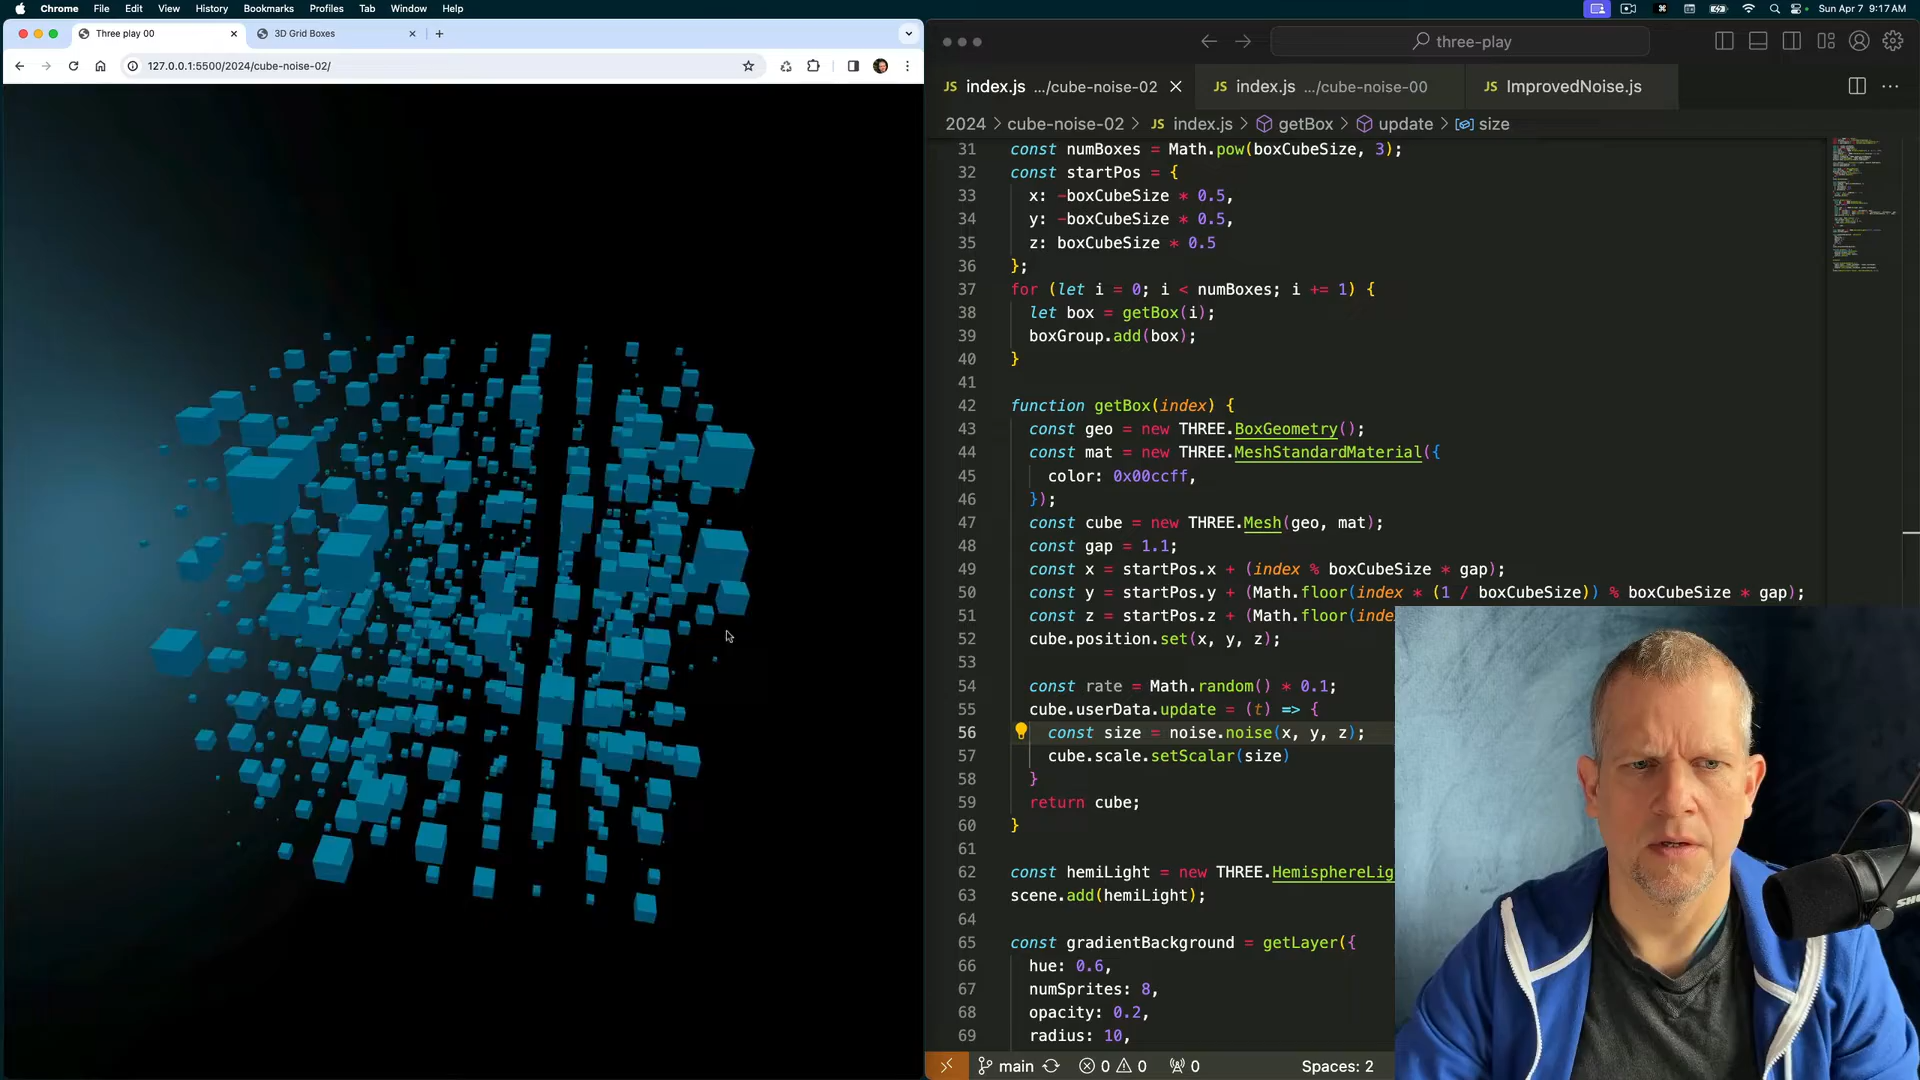 Chrome File Edit View History Bookmarks Profiles Tab Window Help
Sun Apr 7 9:17 AM
Three play 00
3D Grid Boxes
127.0.0.1:5500/2024/cube-noise-02/
three-play
JS index.js .../cube-noise-02
JS index.js .../cube-noise-00
JS ImprovedNoise.js
2024 > cube-noise-02 > JS index.js > getBox > update > size
31 const numBoxes = Math.pow(boxCubeSize, 3);
32 const startPos = {
33 x: -boxCubeSize * 0.5,
34 y: -boxCubeSize * 0.5,
35 z: boxCubeSize * 0.5
36 };
37 for (let i = 0; i < numBoxes; i += 1) {
38 let box = getBox(i);
39 boxGroup.add(box);
40 }
41
42 function getBox(index) {
43 const geo = new THREE.BoxGeometry();
44 const mat = new THREE.MeshStandardMaterial({
45 color: 0x00ccff,
46 });
47 const cube = new THREE.Mesh(geo, mat);
48 const gap = 1.1;
49 const x = startPos.x + (index % boxCubeSize * gap);
50 const y = startPos.y + (Math.floor(index * (1 / boxCubeSize)) % boxCubeSize * gap);
51 const z = startPos.z + (Math.floor(inde
52 cube.position.set(x, y, z);
53
54 const rate = Math.random() * 0.1;
55 cube.userData.update = (t) => {
56 const size = noise.noise(x, y, z);
57 cube.scale.setScalar(size)
58 }
59 return cube;
60 }
61
62 const hemiLight = new THREE.HemisphereLig
63 scene.add(hemiLight);
64
65 const gradientBackground = getLayer({
66 hue: 0.6,
67 numSprites: 8,
68 opacity: 0.2,
69 radius: 10,
main 0 0 0 Spaces: 2